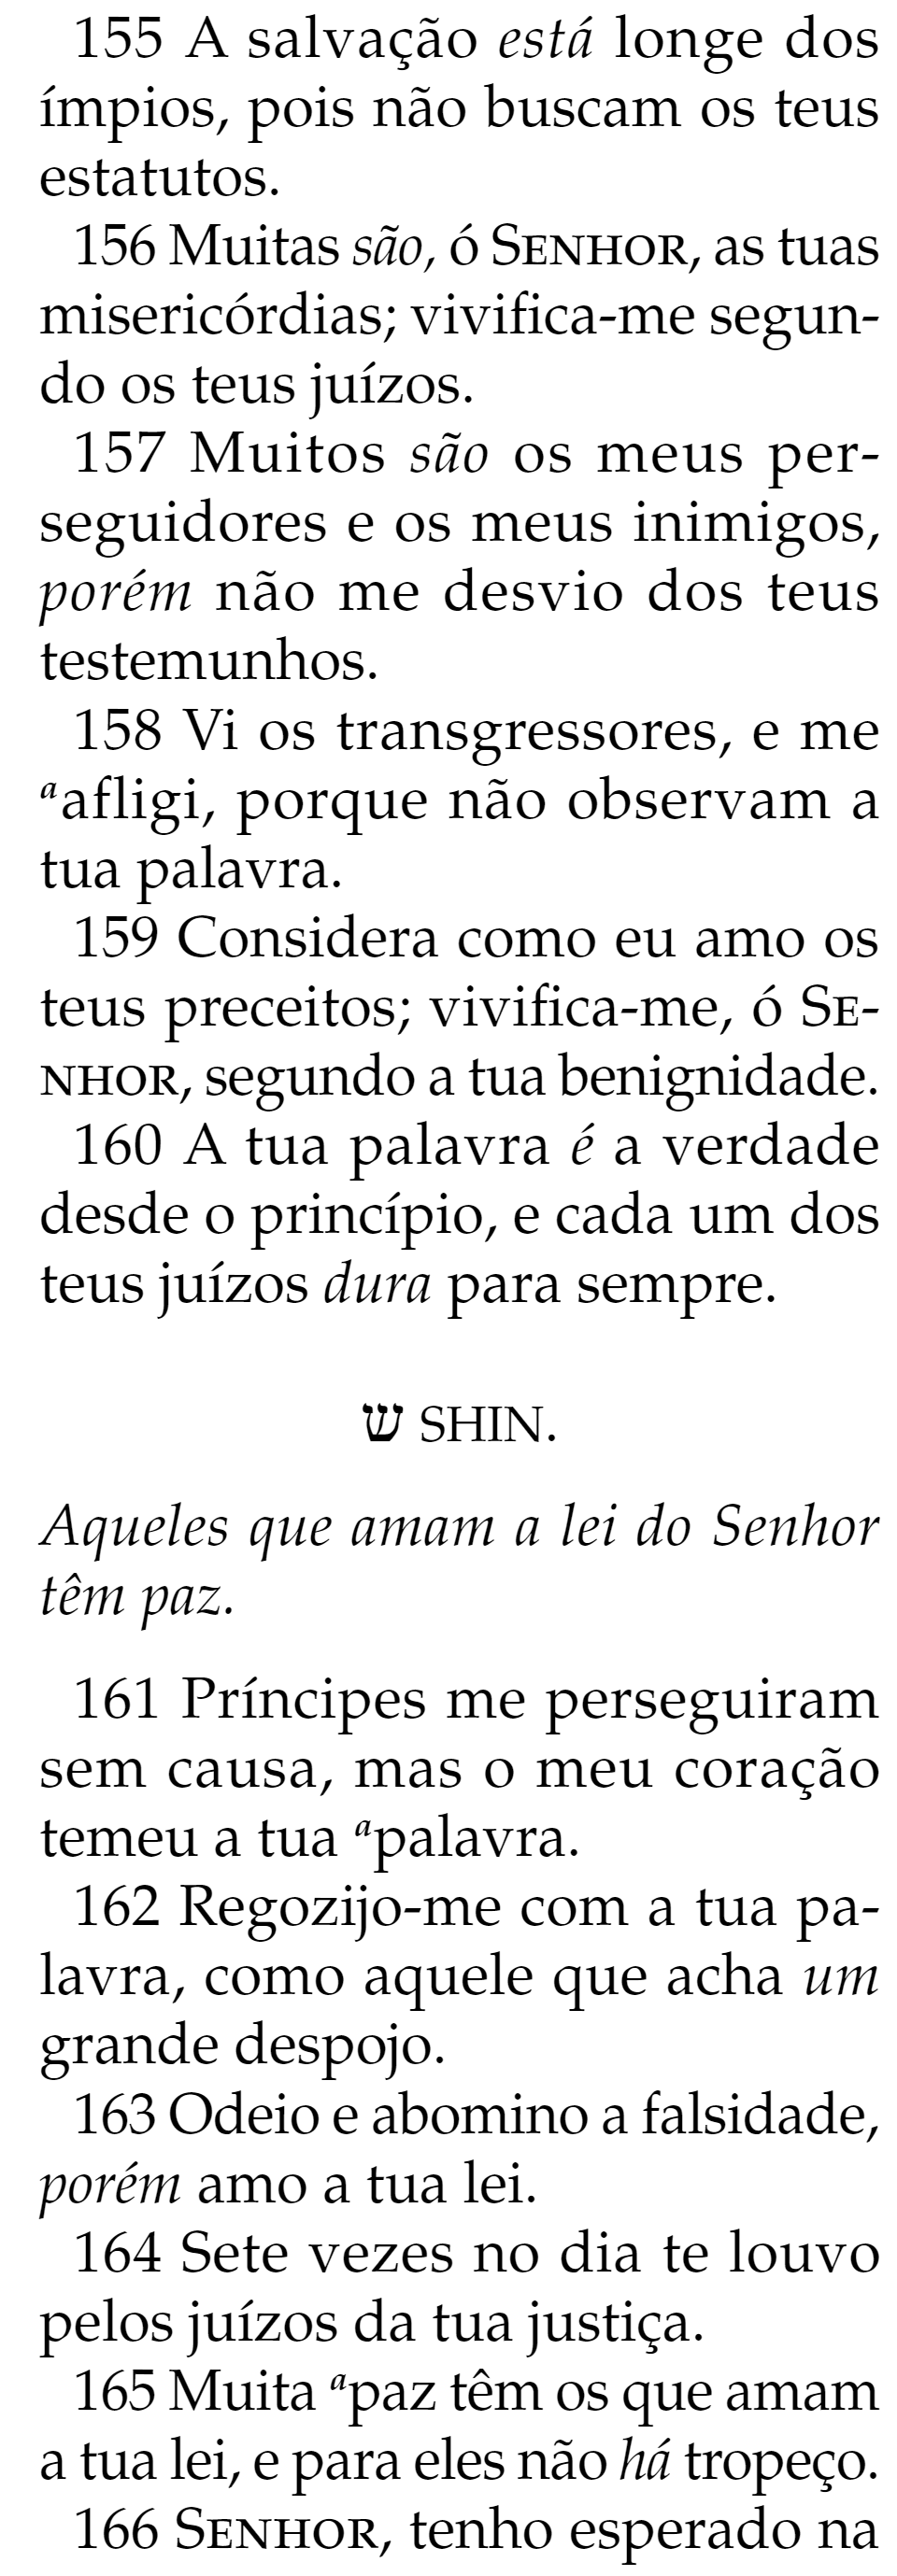 155 A salvação está longe dos
ímpios, pois não buscam os teus
estatutos.
156 Muitas são, ó SENHOR, as tuas
misericórdias; vivifica-me segun-
do os teus juízos.
157 Muitos são os meus per-
seguidores e os meus inimigos,
porém não me desvio dos teus
testemunhos.
158 Vi os transgressores, e me
ᵃafligi, porque não observam a
tua palavra.
159 Considera como eu amo os
teus preceitos; vivifica-me, ó SE-
NHOR, segundo a tua benignidade.
160 A tua palavra é a verdade
desde o princípio, e cada um dos
teus juízos dura para sempre.
ש SHIN.
Aqueles que amam a lei do Senhor
têm paz.
161 Príncipes me perseguiram
sem causa, mas o meu coração
temeu a tua ᵃpalavra.
162 Regozijo-me com a tua pa-
lavra, como aquele que acha um
grande despojo.
163 Odeio e abomino a falsidade,
porém amo a tua lei.
164 Sete vezes no dia te louvo
pelos juízos da tua justiça.
165 Muita ᵃpaz têm os que amam
a tua lei, e para eles não há tropeço.
166 SENHOR, tenho esperado na